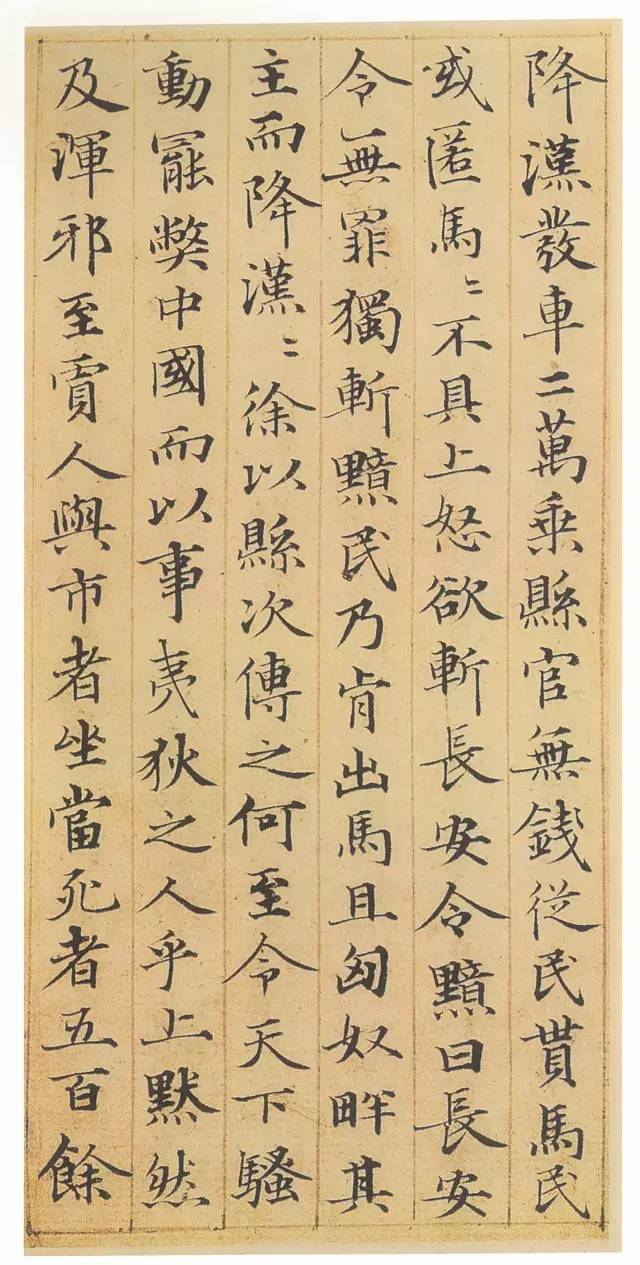 降漢發車二萬乘縣官無錢從民貰馬民
或匿馬〻不具上怒欲斬長安令黯曰長安
令無罪獨斬黯民乃肯出馬且匈奴畔其
主而降漢〻徐以縣次傳之何至令天下騷
動罷弊中國而以事夷狄之人乎上默然
及渾邪至賈人與市者坐當死者五百餘